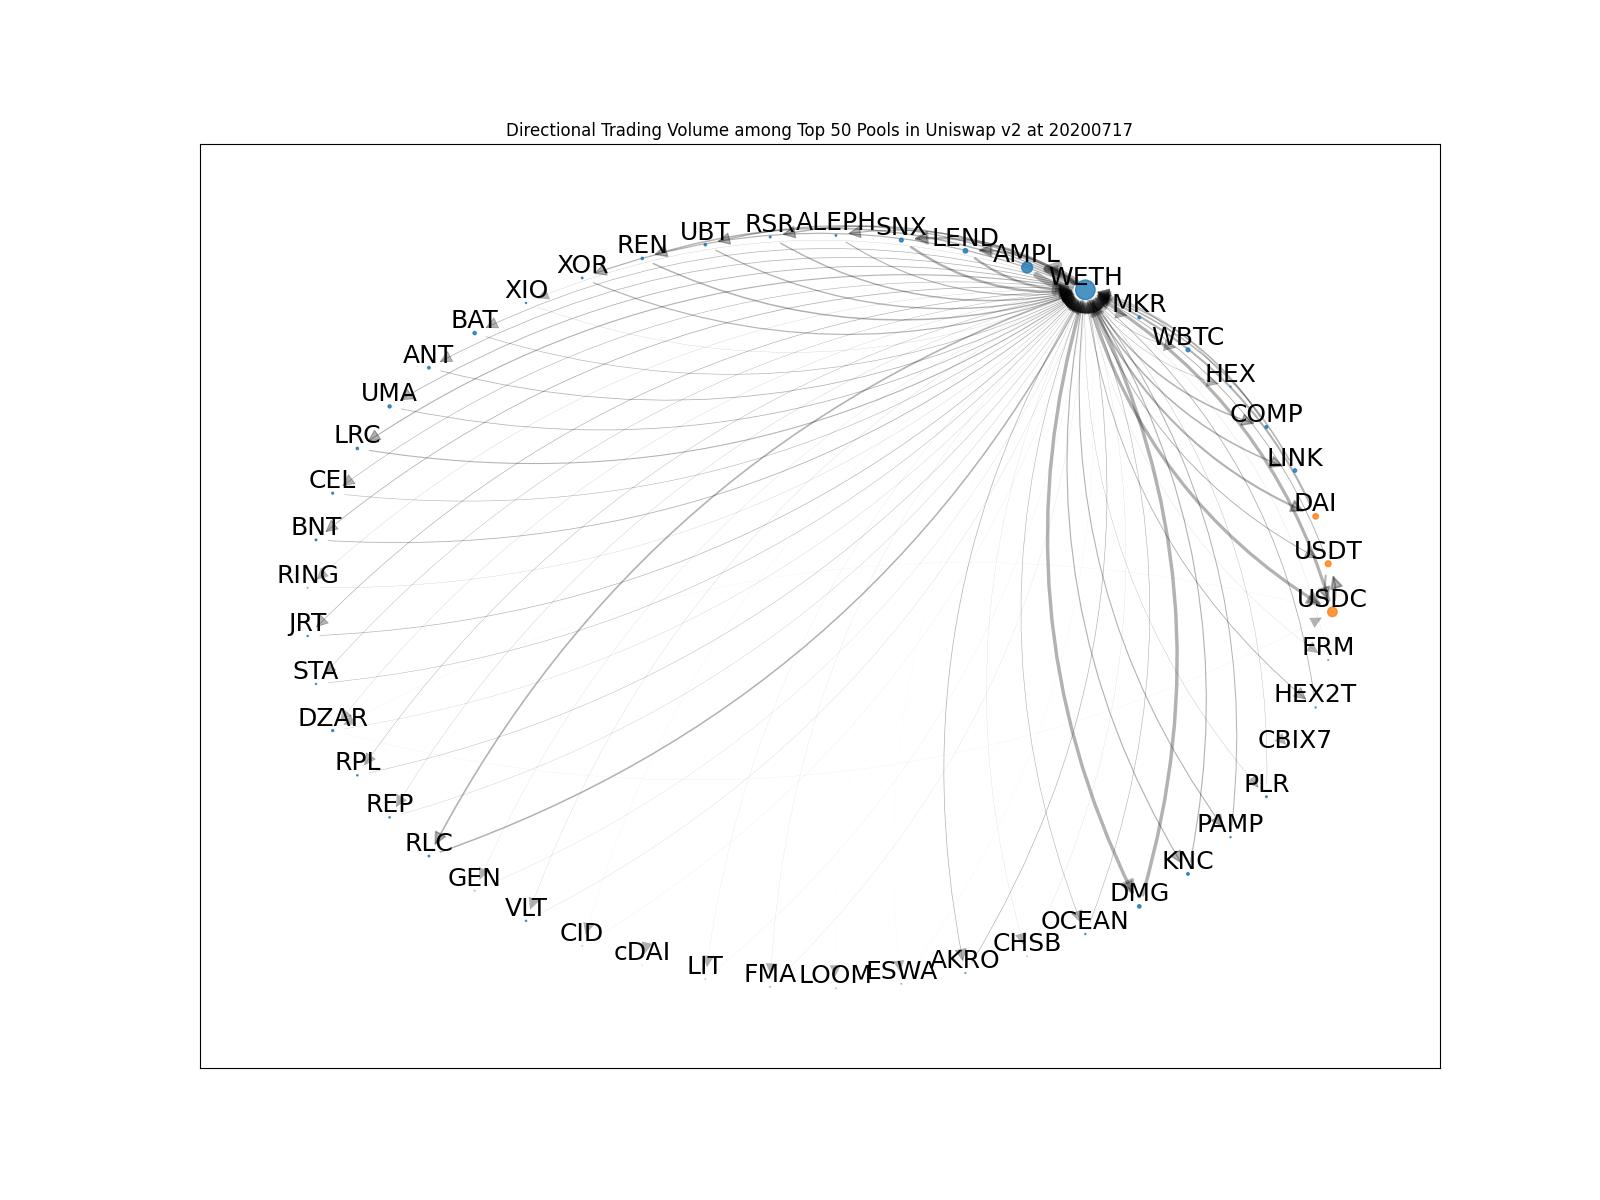 Directional Trading Volume among Top 50 Pools in Uniswap v2 at 20200717
RSR
ALEPH
SNX
UBT
LEND
REN
AMPL
XOR
WETH
XIO
MKR
BAT
WBTC
ANT
HEX
UMA
COMP
LRC
LINK
CEL
DAI
BNT
USDT
RING
USDC
JRT
FRM
STA
HEX2T
DZAR
CBIX7
RPL
PLR
REP
PAMP
RLC
KNC
GEN
DMG
VLT
OCEAN
CID
CHSB
cDAI
AKRO
LIT
FMA
LOOM
ESWA